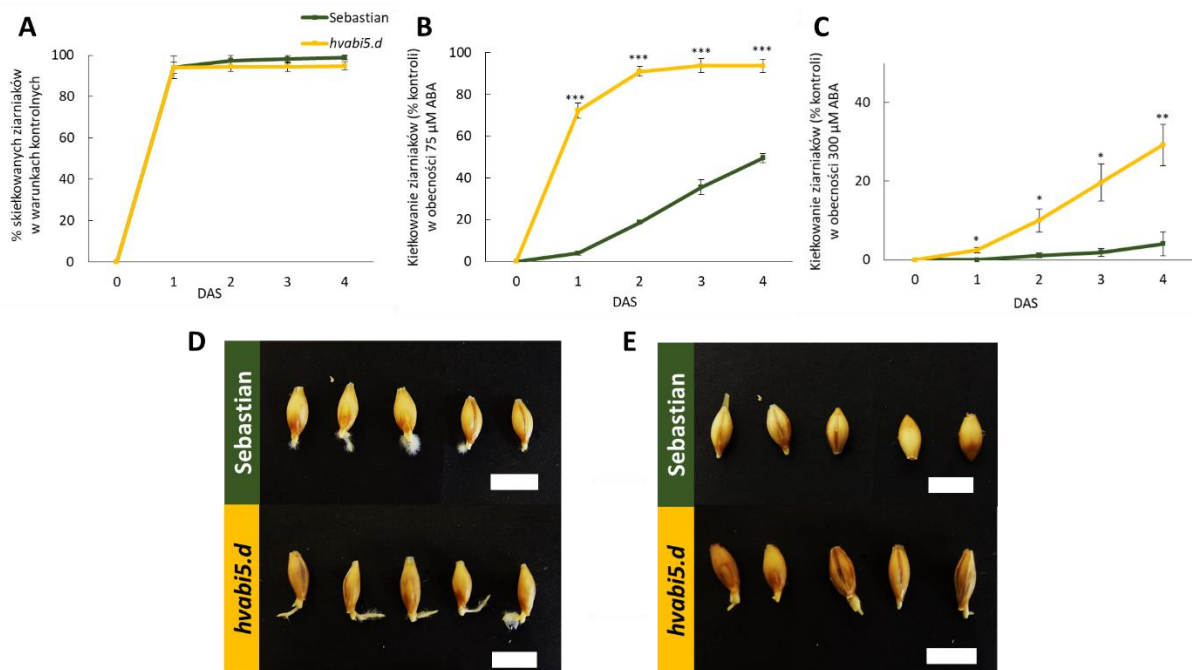 A
Sebastian
hvabi5.d
% skiełkowanych ziarniaków
w warunkach kontrolnych
100
80
60
40
20
0
0 1 2 3 4
DAS
B
Kiełkowanie ziarniaków (% kontroli)
w obecności 75 µM ABA
100
80
60
40
20
0
*** *** *** ***
0 1 2 3 4
DAS
C
Kiełkowanie ziarniaków (% kontroli)
w obecności 300 µM ABA
40
20
0
* * * **
0 1 2 3 4
DAS
D
Sebastian
hvabi5.d
E
Sebastian
hvabi5.d